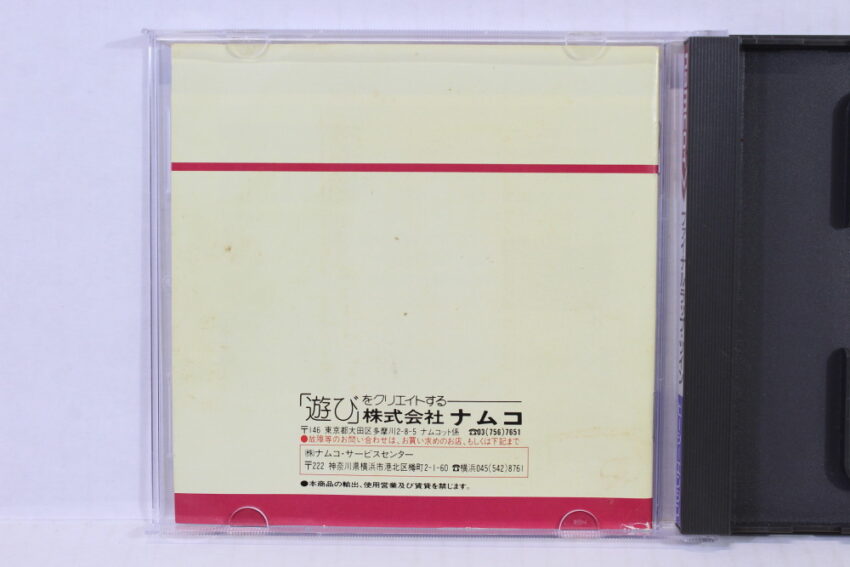 「遊び」をクリエイトする
株式会社 ナムコ
〒146 東京都大田区多摩川2-8-5 ナムコット係 ☎03(756)7651
●故障等のお問い合わせは、お買い求めのお店、もしくは下記まで
㈱ナムコ・サービスセンター
〒222 神奈川県横浜市港北区樽町2-1-60 ☎横浜045(542)8761
●本商品の輸出、使用営業及び賃貸を禁じます。